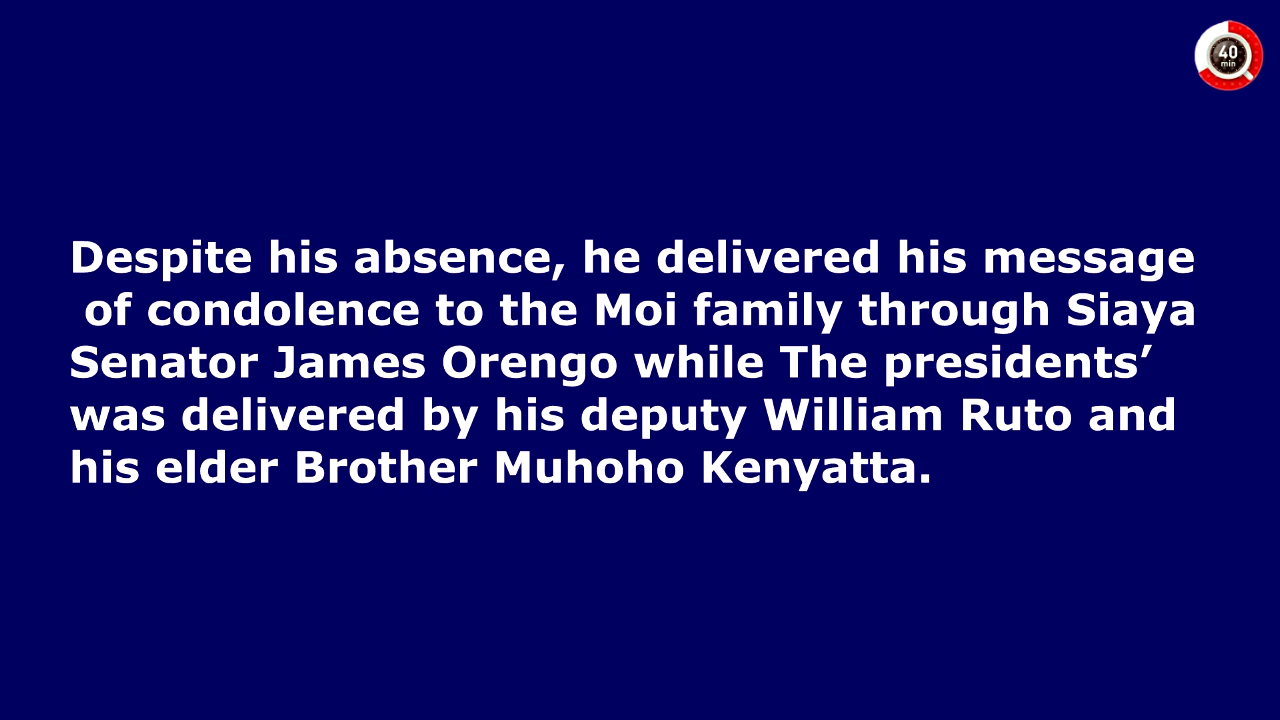 40
min
Despite his absence, he delivered his message
of condolence to the Moi family through Siaya
Senator James Orengo while The presidents’
was delivered by his deputy William Ruto and
his elder Brother Muhoho Kenyatta.